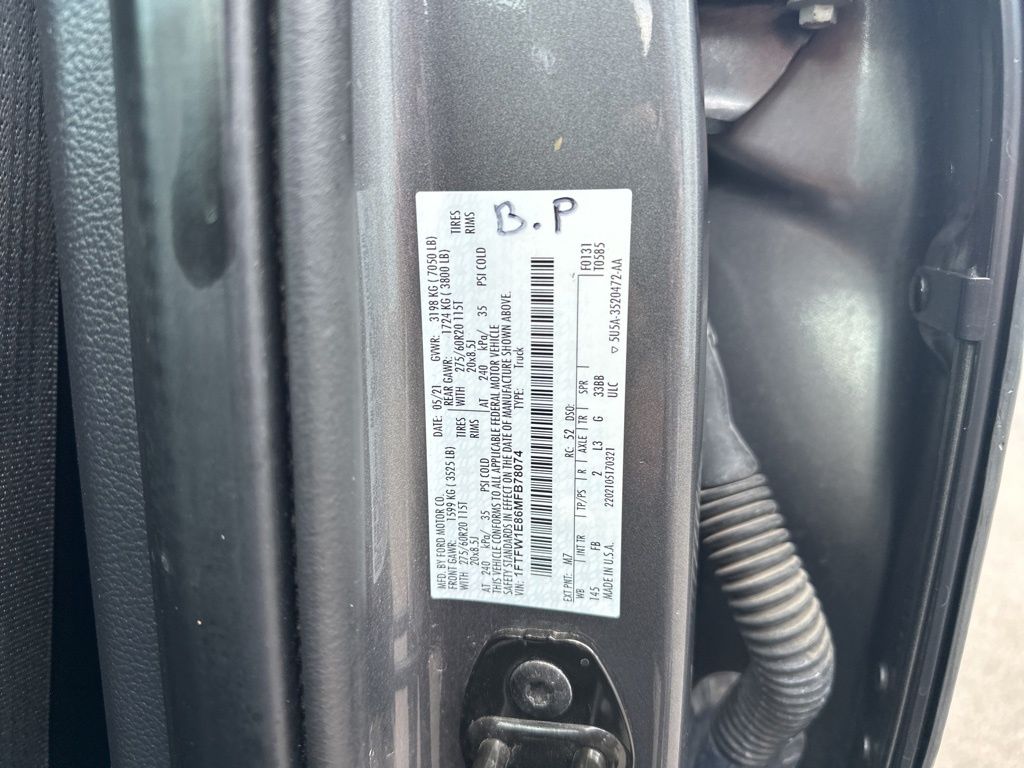 B.P
MFD. BY FORD MOTOR CO. DATE: 05/21 GVWR: 3198 KG ( 7050 LB)
FRONT GAWR: 1599 KG ( 3525 LB) REAR GAWR: 1724 KG ( 3800 LB)
WITH 275/60R20 115T TIRES WITH 275/60R20 115T TIRES
20x8.5J RIMS 20x8.5J RIMS
AT 240 kPa/ 35 PSI COLD AT 240 kPa/ 35 PSI COLD
THIS VEHICLE CONFORMS TO ALL APPLICABLE FEDERAL MOTOR VEHICLE
SAFETY STANDARDS IN EFFECT ON THE DATE OF MANUFACTURE SHOWN ABOVE.
VIN: 1FTFW1E86MFB78074 TYPE: Truck
EXT PNT: M7 RC: 52 DSO: F0131
WB INT TR TP/PS R AXLE TR SPR T0585
145 FB 2 L3 G 33BB
MADE IN U.S.A. 220210517​0321 ULC ▽ 5U5A-3520472-AA